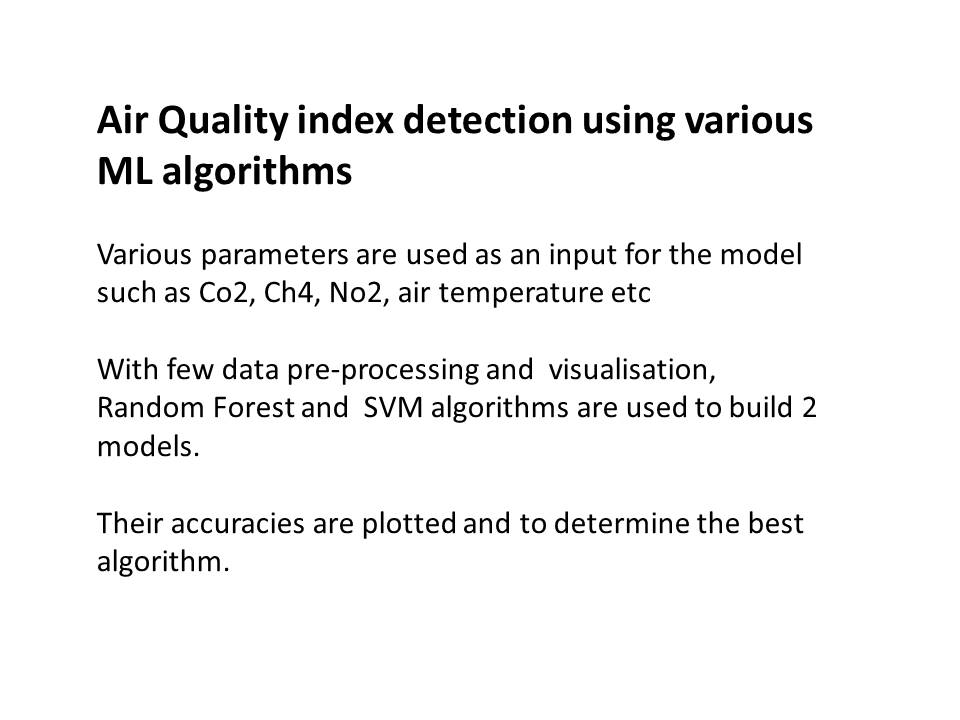 Air Quality index detection using various
ML algorithms
Various parameters are used as an input for the model
such as Co2, Ch4, No2, air temperature etc
With few data pre-processing and  visualisation,
Random Forest and  SVM algorithms are used to build 2
models.
Their accuracies are plotted and to determine the best
algorithm.